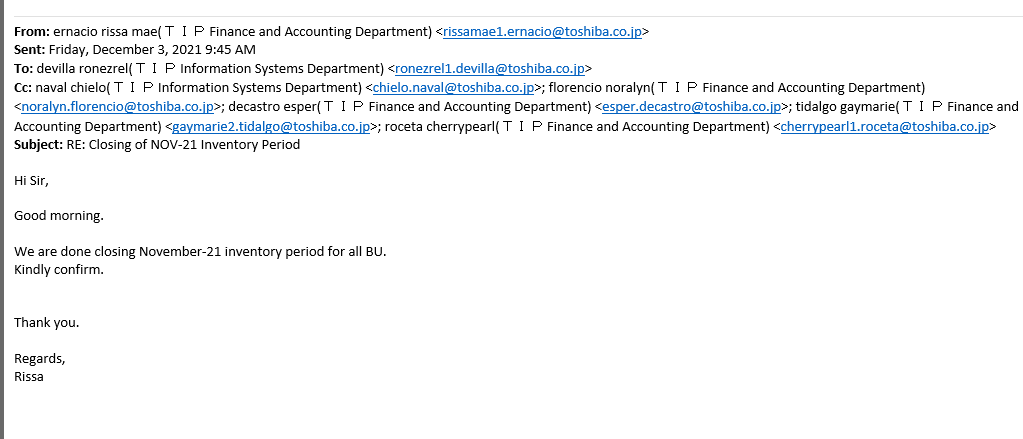 From: ernacio rissa mae(ＴＩＰ Finance and Accounting Department) <rissamae1.ernacio@toshiba.co.jp>
Sent: Friday, December 3, 2021 9:45 AM
To: devilla ronezrel(ＴＩＰ Information Systems Department) <ronezrel1.devilla@toshiba.co.jp>
Cc: naval chielo(ＴＩＰ Information Systems Department) <chielo.naval@toshiba.co.jp>; florencio noralyn(ＴＩＰ Finance and Accounting Department)
<noralyn.florencio@toshiba.co.jp>; decastro esper(ＴＩＰ Finance and Accounting Department) <esper.decastro@toshiba.co.jp>; tidalgo gaymarie(ＴＩＰ Finance and
Accounting Department) <gaymarie2.tidalgo@toshiba.co.jp>; roceta cherrypearl(ＴＩＰ Finance and Accounting Department) <cherrypearl1.roceta@toshiba.co.jp>
Subject: RE: Closing of NOV-21 Inventory Period
Hi Sir,
Good morning.
We are done closing November-21 inventory period for all BU.
Kindly confirm.
Thank you.
Regards,
Rissa